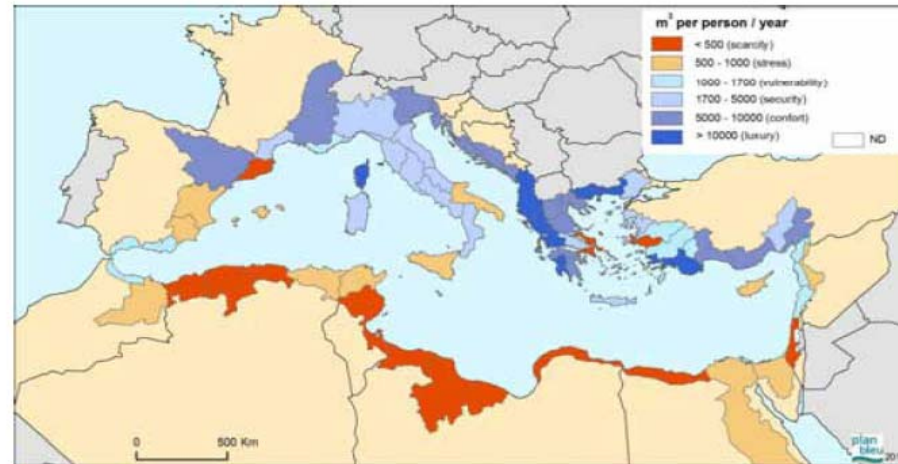 m³ per person / year
< 500 (scarcity)
500 - 1000 (stress)
1000 - 1700 (vulnerability)
1700 - 5000 (security)
5000 - 10000 (confort)
> 10000 (luxury)
ND
0 500 Km
plan
bleu